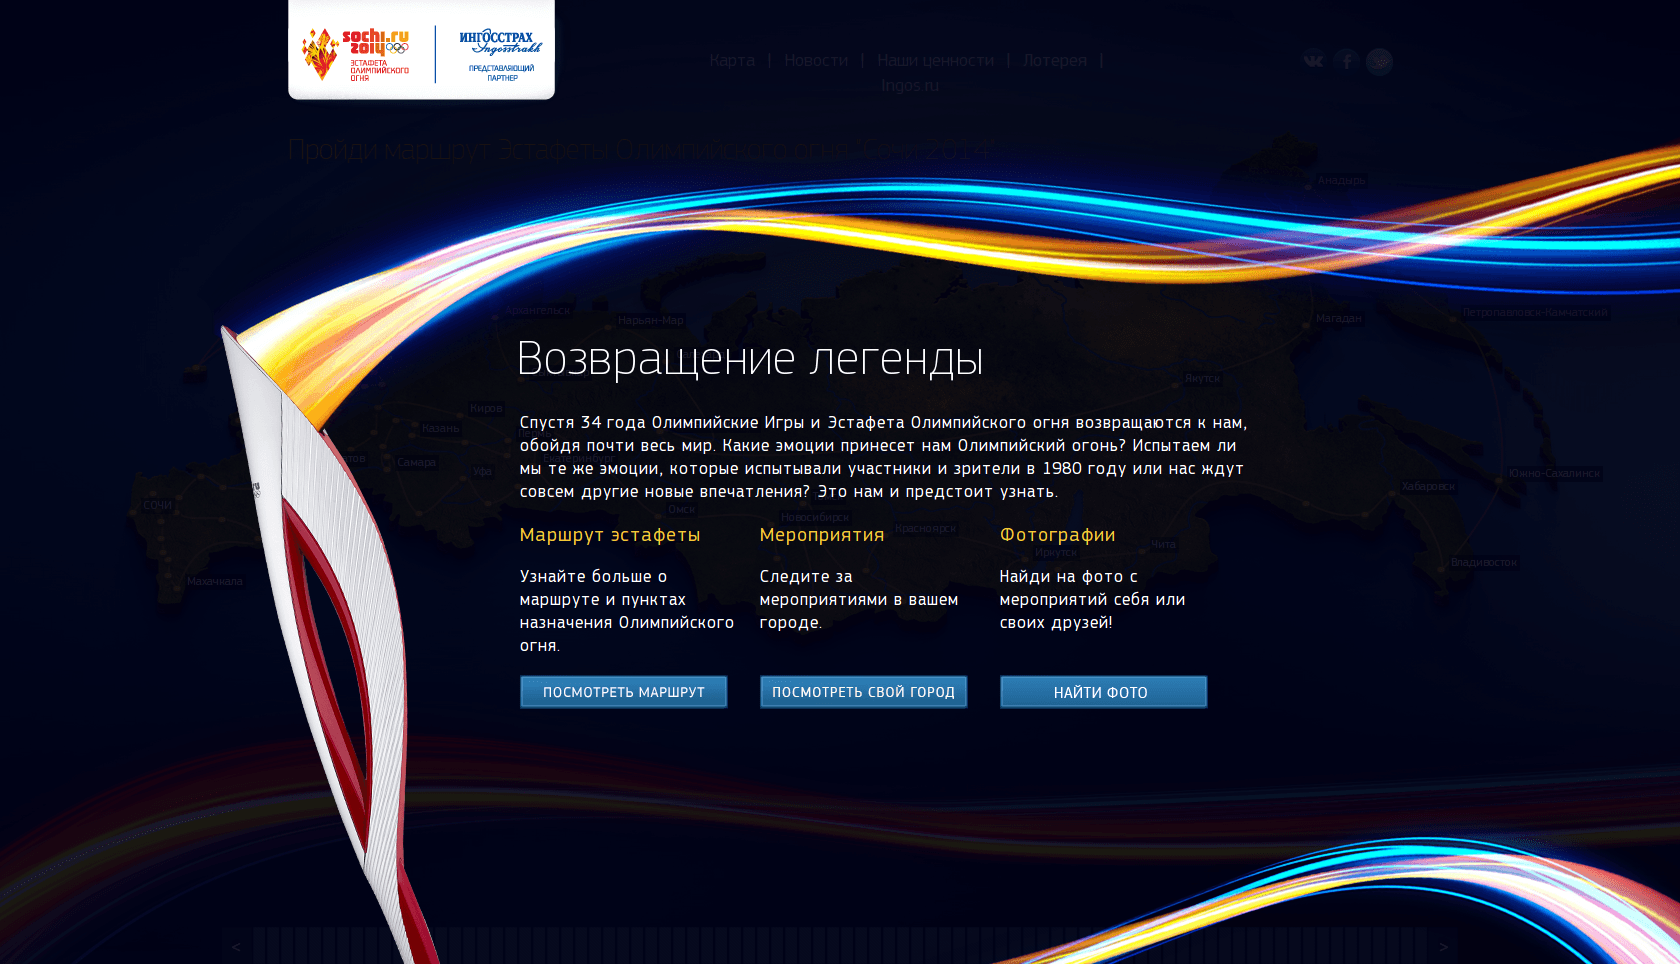 sochi.ru
2014
ЭСТАФЕТА
ОЛИМПИЙСКОГО
ОГНЯ
ИНГОССТРАХ
Ingosstrakh
ПРЕДСТАВЛЯЮЩИЙ
ПАРТНЕР
Карта | Новости | Наши ценности | Лотерея |
Ingos.ru
Пройди маршрут Эстафеты Олимпийского огня "Сочи 2014"
Анадырь
Архангельск
Нарьян-Мар
Магадан
Петропавловск-Камчатский
Возвращение легенды
Якутск
Киров
Казань
Спустя 34 года Олимпийские Игры и Эстафета Олимпийского огня возвращаются к нам,
обойдя почти весь мир. Какие эмоции принесет нам Олимпийский огонь? Испытаем ли
мы те же эмоции, которые испытывали участники и зрители в 1980 году или нас ждут
совсем другие новые впечатления? Это нам и предстоит узнать.
Самара
Уфа
Екатеринбург
Южно-Сахалинск
Хабаровск
СОЧИ
Омск
Новосибирск
Красноярск
Иркутск
Чита
Владивосток
Махачкала
Маршрут эстафеты
Узнайте больше о
маршруте и пунктах
назначения Олимпийского
огня.
ПОСМОТРЕТЬ МАРШРУТ
Мероприятия
Следите за
мероприятиями в вашем
городе.
ПОСМОТРЕТЬ СВОЙ ГОРОД
Фотографии
Найди на фото с
мероприятий себя или
своих друзей!
НАЙТИ ФОТО
< >